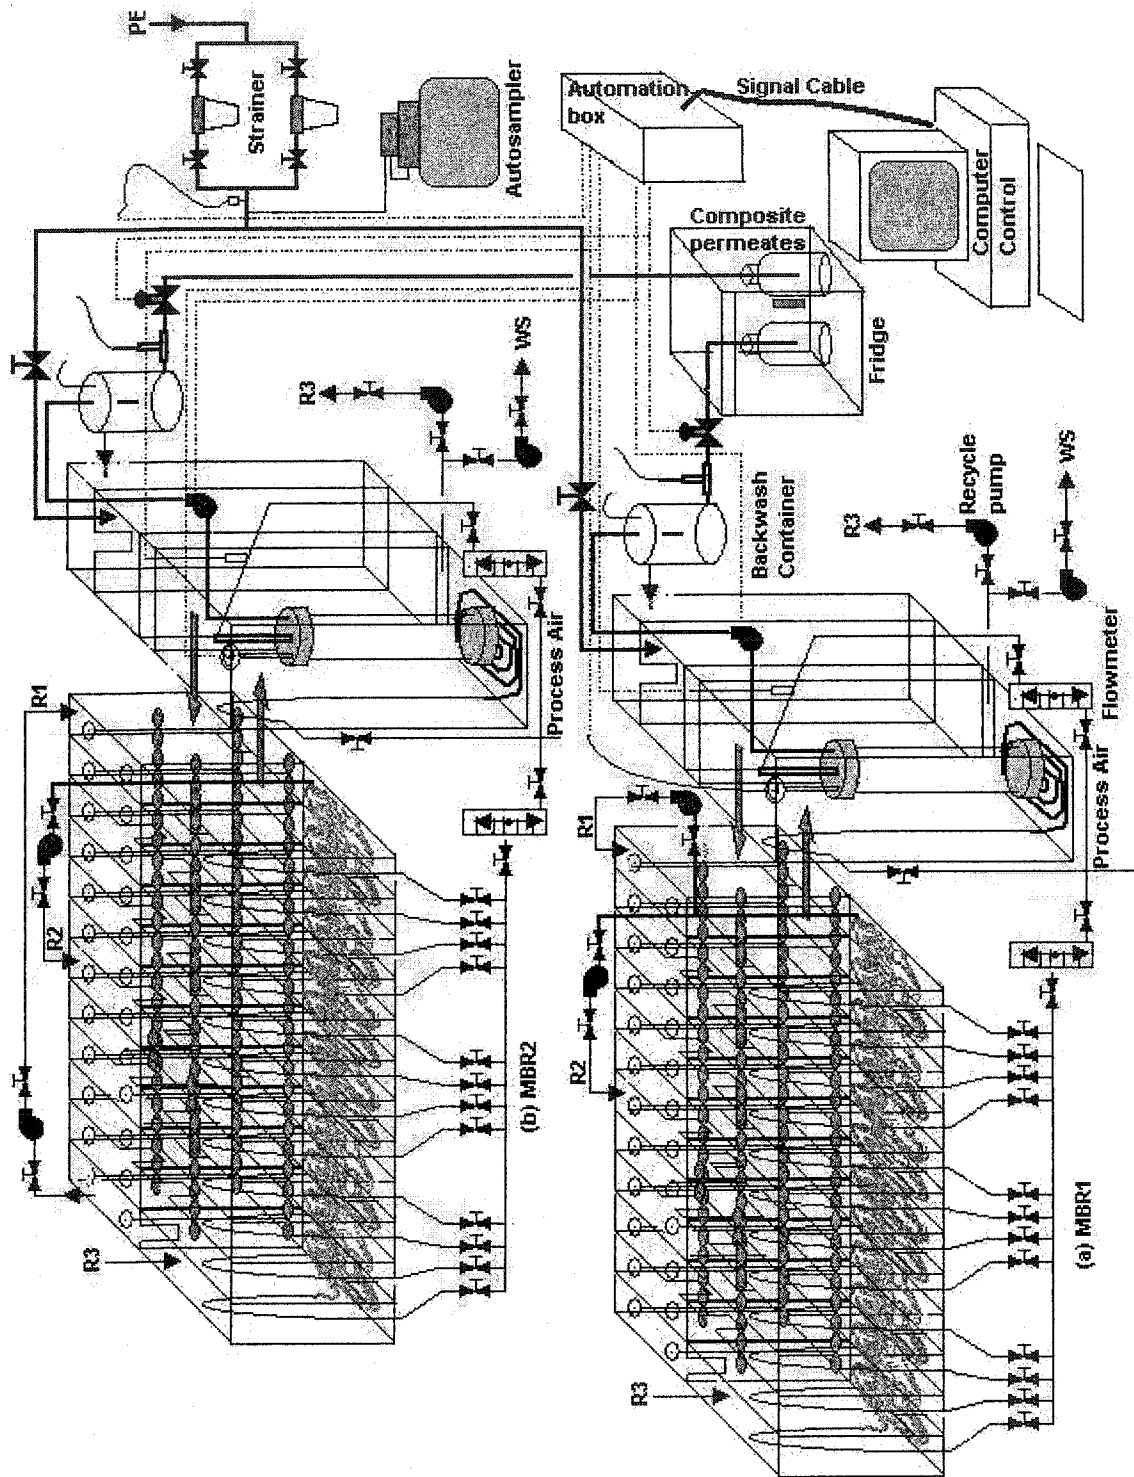 PE
Strainer
Autosampler
Automation
box
Signal Cable
Computer
Control
Composite
permeates
Fridge
R3
WS
Backwash
Container
Recycle
pump
R3
WS
Flowmeter
Process Air
Process Air
R1
R2
R3
(b) MBR2
R1
R2
R3
(a) MBR1